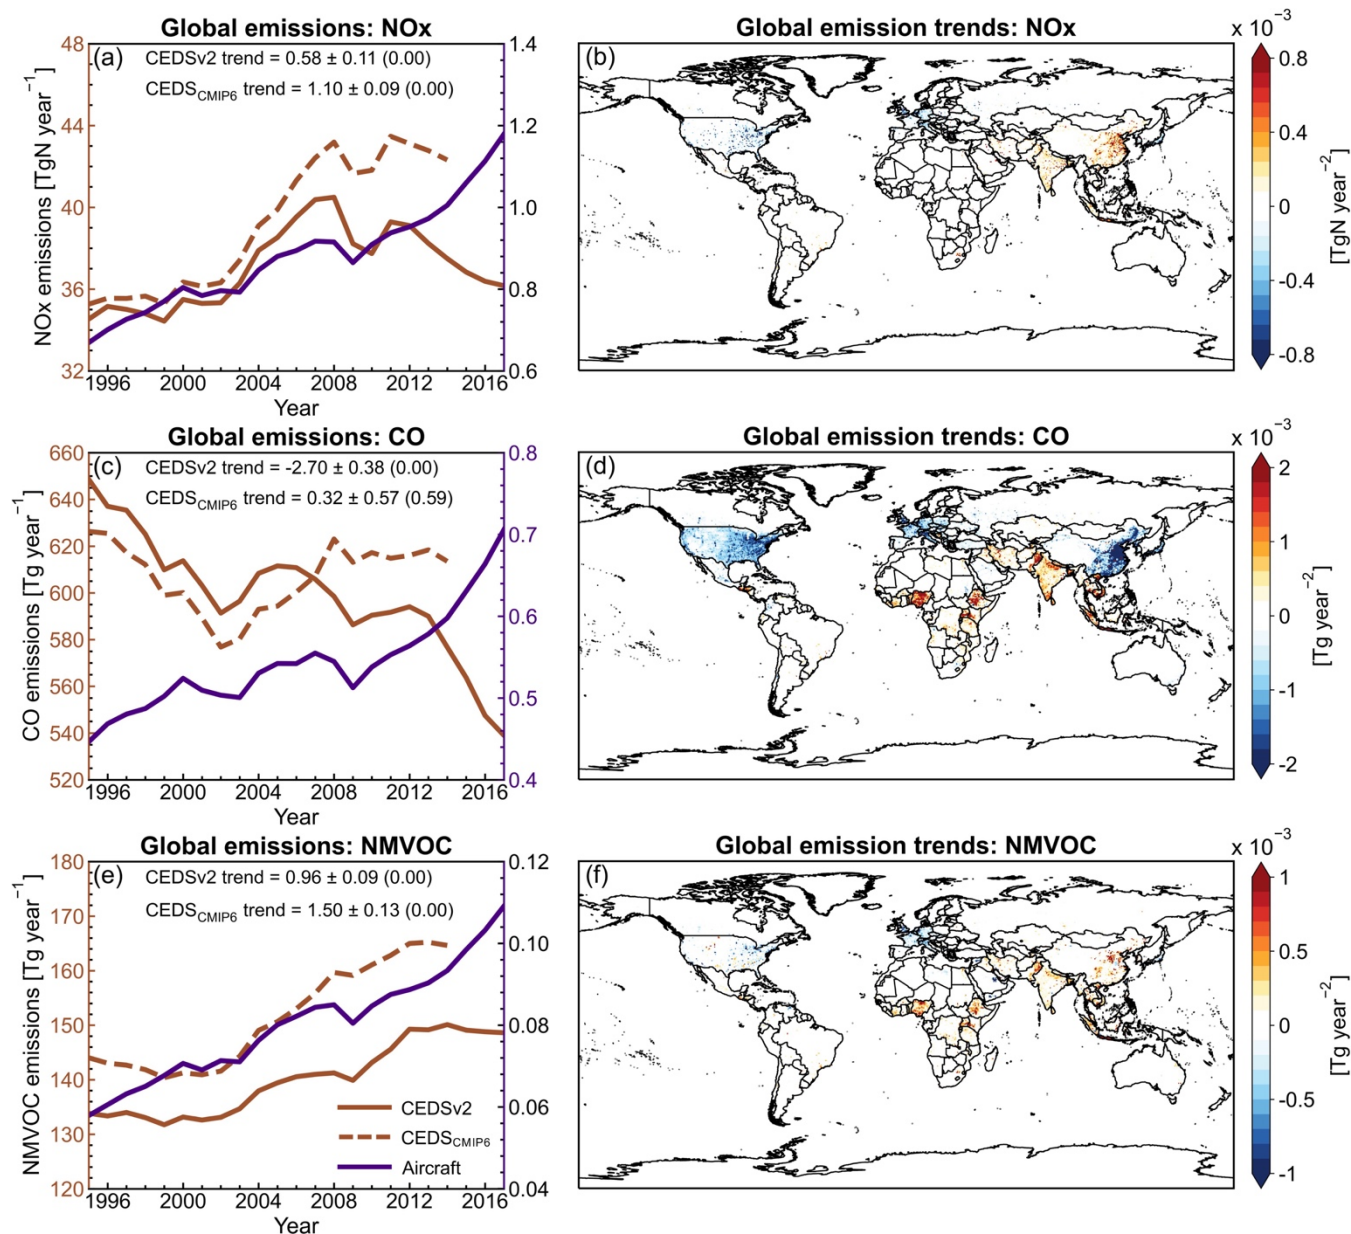 Global emissions: NOx
(a)
CEDSv2 trend = 0.58 ± 0.11 (0.00)
CEDS_CMIP6 trend = 1.10 ± 0.09 (0.00)
NOx emissions [TgN year⁻¹]
48
44
40
36
32
1.4
1.2
1.0
0.8
0.6
1996 2000 2004 2008 2012 2016
Year
Global emission trends: NOx
(b)
x 10⁻³
0.8
0.4
0
-0.4
-0.8
[TgN year⁻²]
Global emissions: CO
(c)
CEDSv2 trend = -2.70 ± 0.38 (0.00)
CEDS_CMIP6 trend = 0.32 ± 0.57 (0.59)
CO emissions [Tg year⁻¹]
660
640
620
600
580
560
540
520
0.8
0.7
0.6
0.5
0.4
1996 2000 2004 2008 2012 2016
Year
Global emission trends: CO
(d)
x 10⁻³
2
1
0
-1
-2
[Tg year⁻²]
Global emissions: NMVOC
(e)
CEDSv2 trend = 0.96 ± 0.09 (0.00)
CEDS_CMIP6 trend = 1.50 ± 0.13 (0.00)
NMVOC emissions [Tg year⁻¹]
180
170
160
150
140
130
120
0.12
0.10
0.08
0.06
0.04
CEDSv2
CEDS_CMIP6
Aircraft
1996 2000 2004 2008 2012 2016
Year
Global emission trends: NMVOC
(f)
x 10⁻³
1
0.5
0
-0.5
-1
[Tg year⁻²]